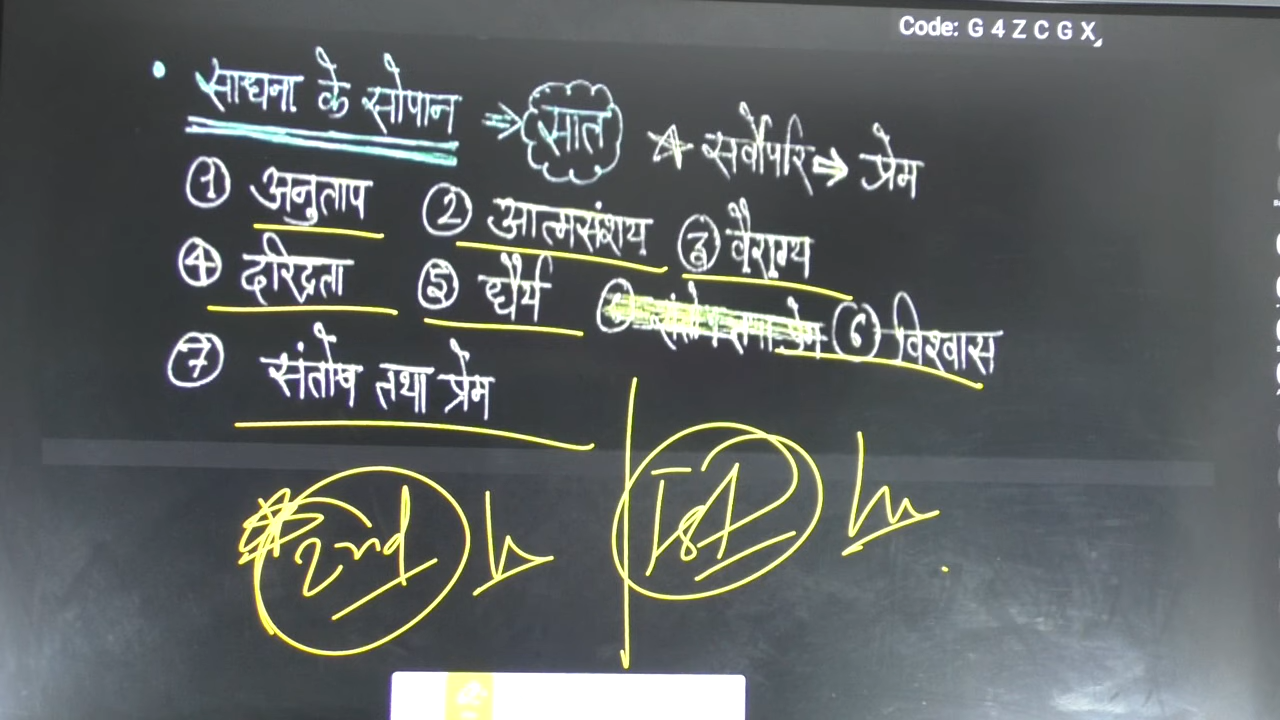 Code: G 4 Z C G X
• साधना के सोपान ⇒ सात ☆ सर्वोपरि ⇒ प्रेम
① अनुताप ② आत्मसंशय ③ वैराग्य
④ दरिद्रता ⑤ धैर्य ⑥ विश्वास
⑦ संतोष तथा प्रेम
2nd Ist